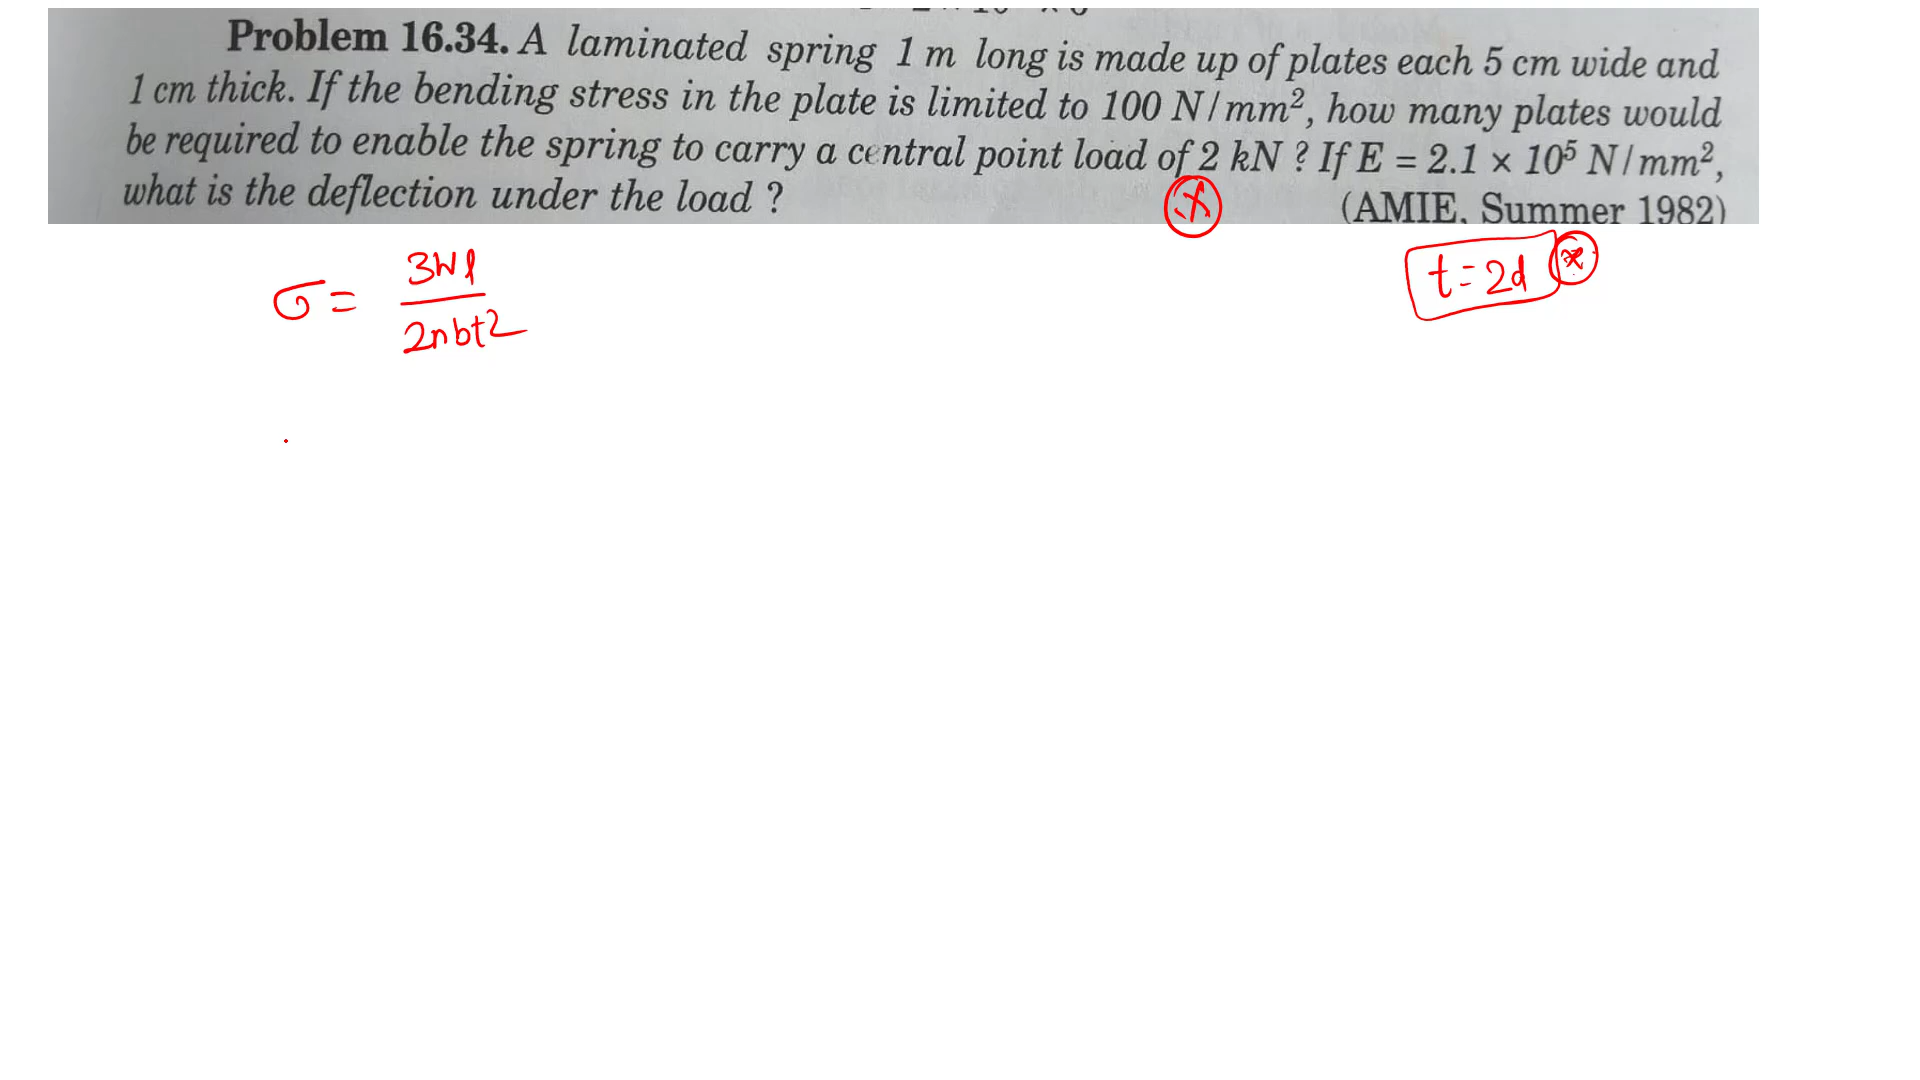 Problem 16.34. A laminated spring 1 m long is made up of plates each 5 cm wide and
1 cm thick. If the bending stress in the plate is limited to 100 N/mm², how many plates would
be required to enable the spring to carry a central point load of 2 kN ? If E = 2.1 × 10⁵ N/mm²,
what is the deflection under the load ?
(AMIE. Summer 1982)
σ = 3Wl / 2nbt2
t = 2d